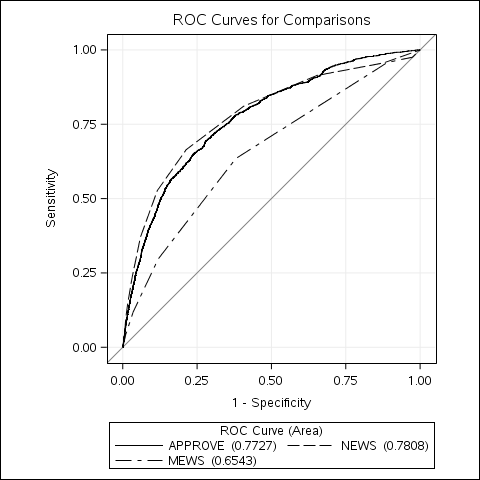 ROC Curves for Comparisons
1.00
0.75
0.50
0.25
0.00
Sensitivity
0.00 0.25 0.50 0.75 1.00
1 - Specificity
ROC Curve (Area)
APPROVE (0.7727) NEWS (0.7808)
MEWS (0.6543)